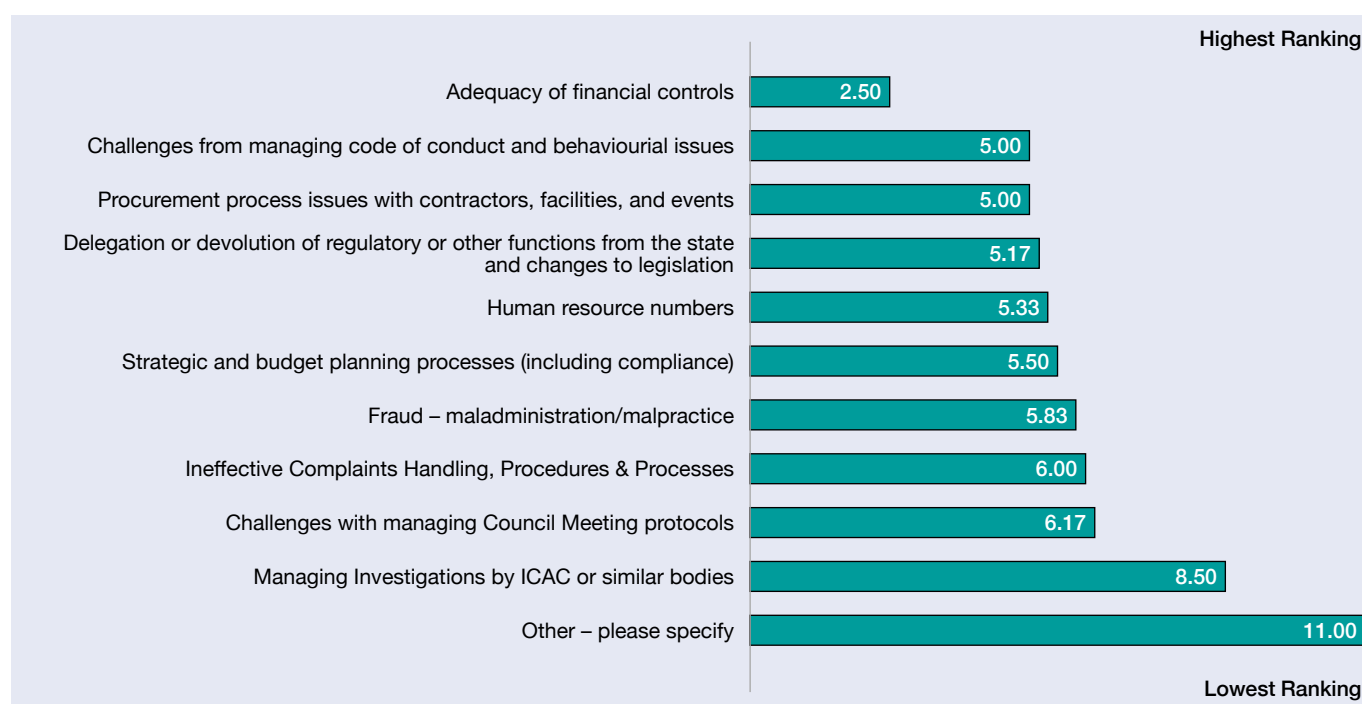 Highest Ranking
Adequacy of financial controls 2.50
Challenges from managing code of conduct and behaviourial issues 5.00
Procurement process issues with contractors, facilities, and events 5.00
Delegation or devolution of regulatory or other functions from the state
and changes to legislation 5.17
Human resource numbers 5.33
Strategic and budget planning processes (including compliance) 5.50
Fraud – maladministration/malpractice 5.83
Ineffective Complaints Handling, Procedures & Processes 6.00
Challenges with managing Council Meeting protocols 6.17
Managing Investigations by ICAC or similar bodies 8.50
Other – please specify 11.00
Lowest Ranking